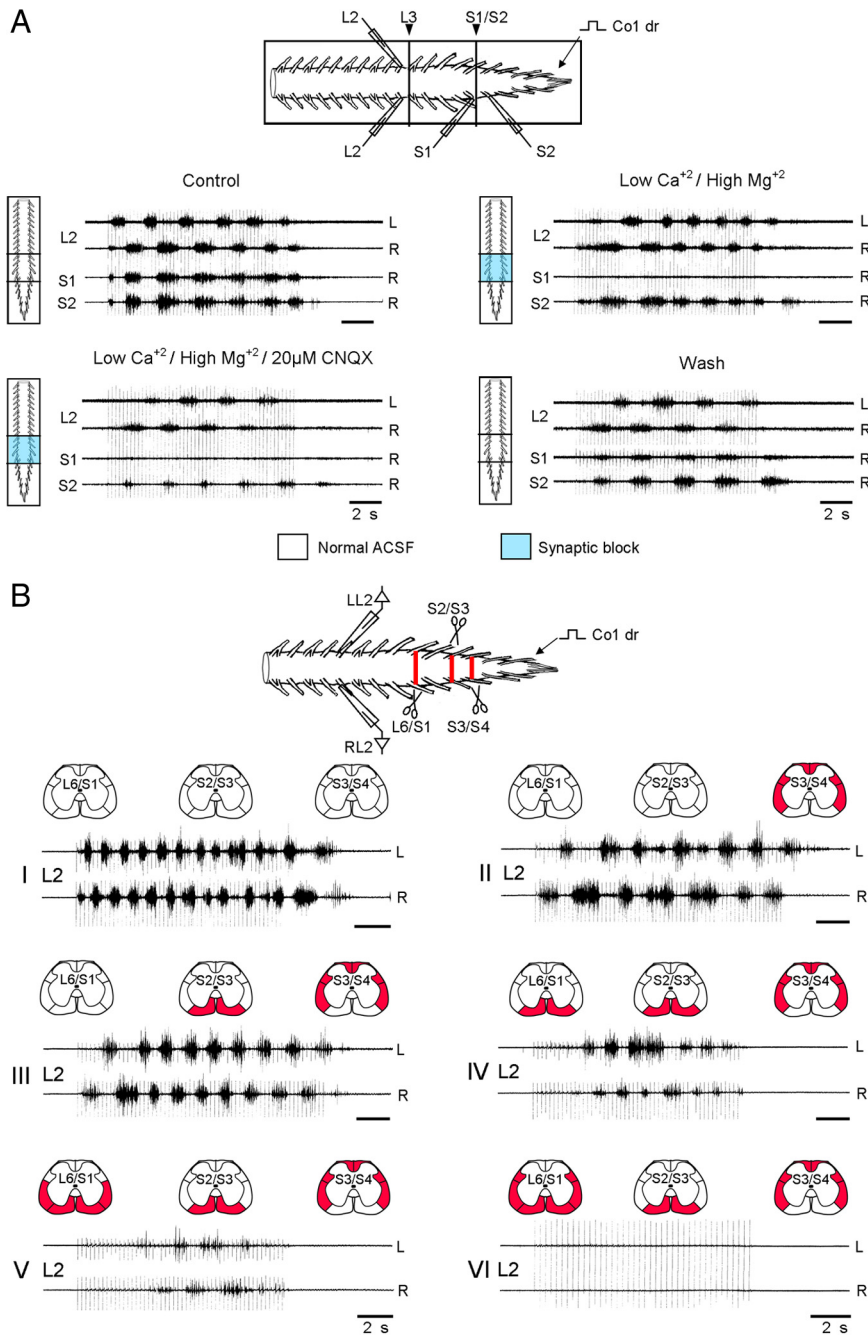 A
L2 L3 S1/S2 Co1 dr
L2 S1 S2
Control
L2 L
R
S1 R
S2 R
Low Ca+2 / High Mg+2
L2 L
R
S1 R
S2 R
Low Ca+2 / High Mg+2 / 20µM CNQX
L2 L
R
S1 R
S2 R
2 s
Wash
L2 L
R
S1 R
S2 R
2 s
Normal ACSF Synaptic block
B
LL2 S2/S3 Co1 dr
RL2 L6/S1 S3/S4
L6/S1 S2/S3 S3/S4
I L2 L
R
L6/S1 S2/S3 S3/S4
II L2 L
R
L6/S1 S2/S3 S3/S4
III L2 L
R
L6/S1 S2/S3 S3/S4
IV L2 L
R
L6/S1 S2/S3 S3/S4
V L2 L
R
2 s
L6/S1 S2/S3 S3/S4
VI L2 L
R
2 s